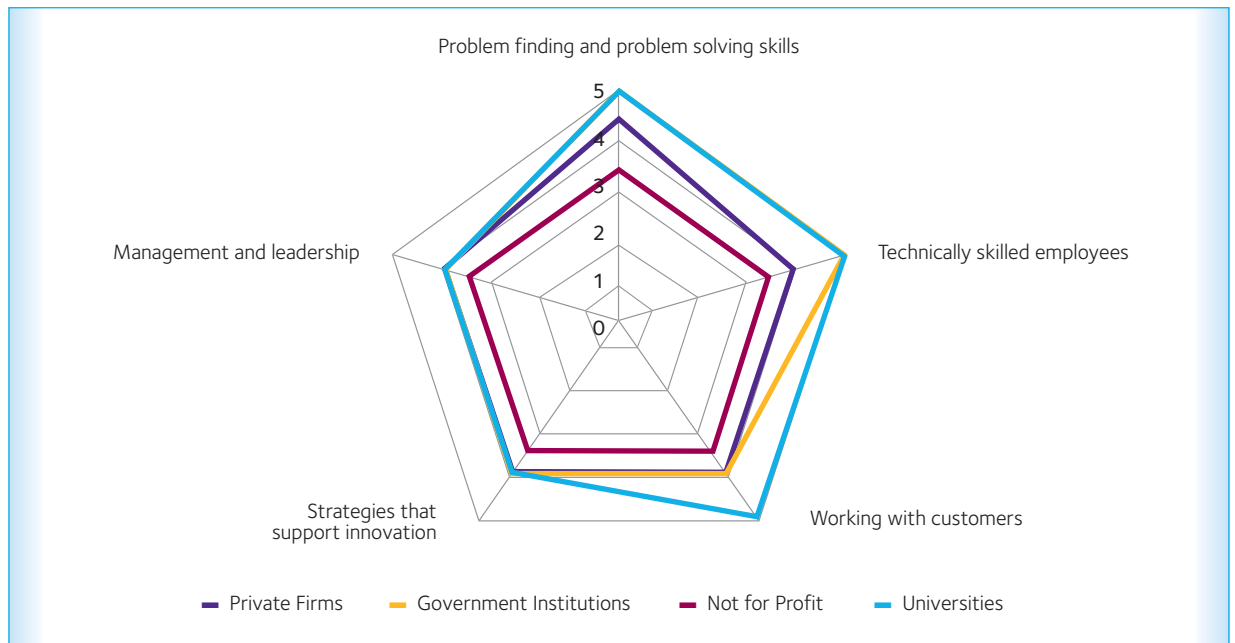 Problem finding and problem solving skills
5
4
3
2
1
0
Management and leadership
Technically skilled employees
Strategies that
support innovation
Working with customers
Private Firms
Government Institutions
Not for Profit
Universities